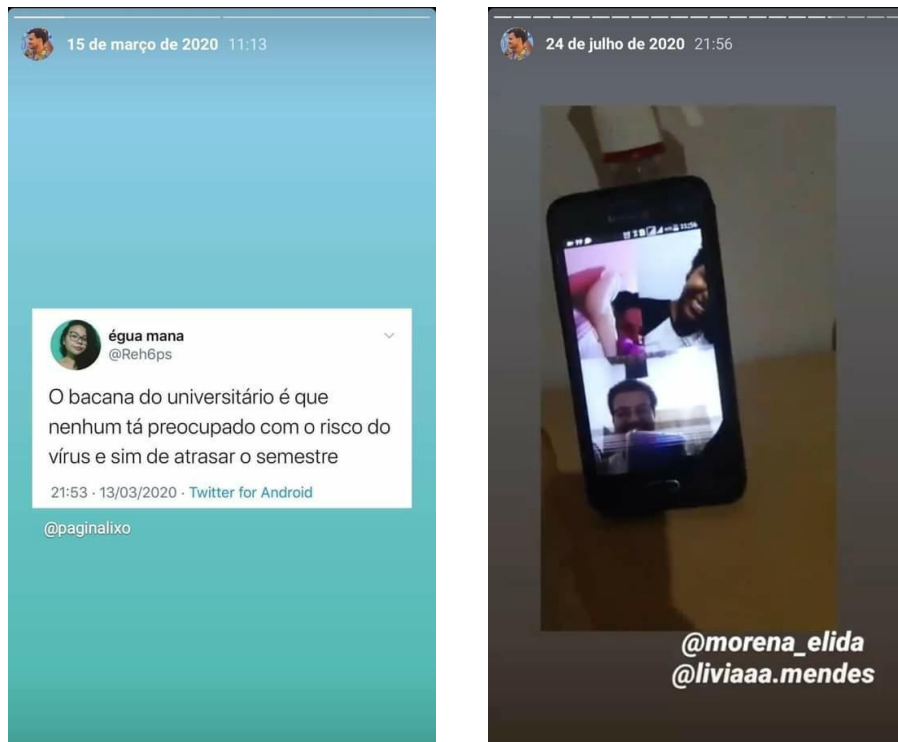 15 de março de 2020 11:13
égua mana
@Reh6ps
O bacana do universitário é que
nenhum tá preocupado com o risco do
vírus e sim de atrasar o semestre
21:53 · 13/03/2020 · Twitter for Android
@paginalixo
24 de julho de 2020 21:56
@morena_elida
@liviaaa.mendes